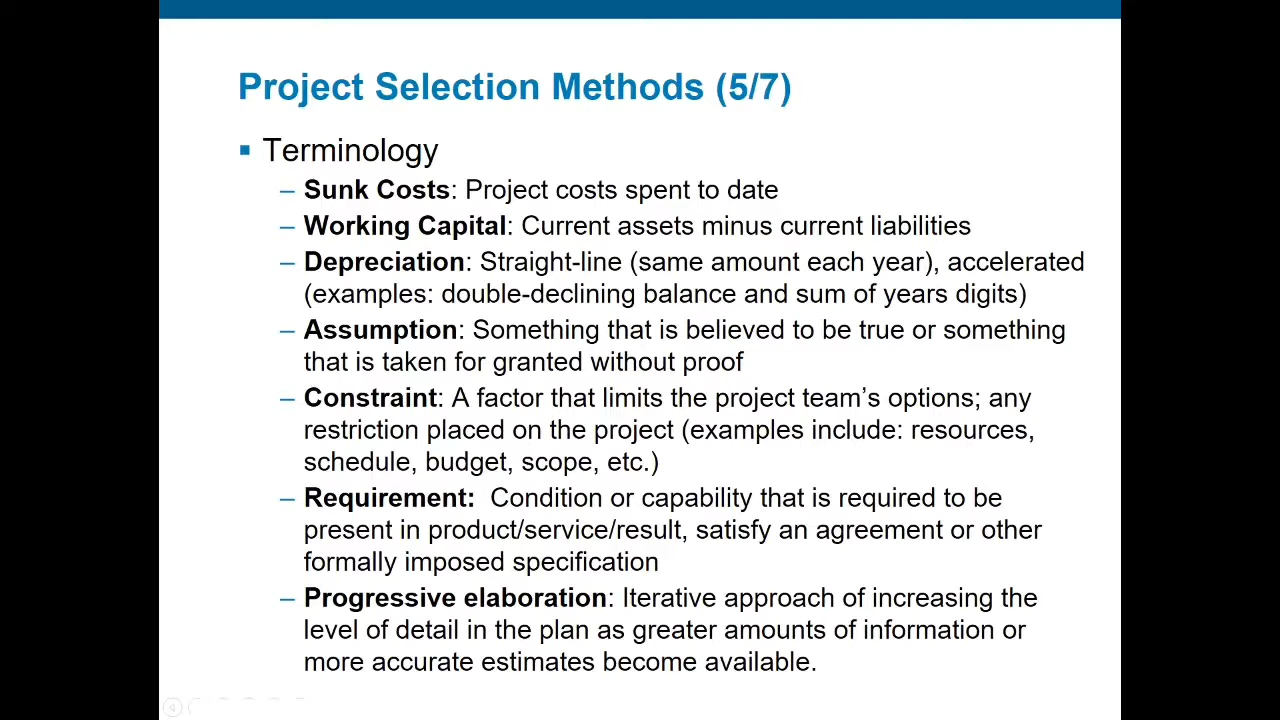 Project Selection Methods (5/7)
▪ Terminology
– Sunk Costs: Project costs spent to date
– Working Capital: Current assets minus current liabilities
– Depreciation: Straight-line (same amount each year), accelerated
(examples: double-declining balance and sum of years digits)
– Assumption: Something that is believed to be true or something
that is taken for granted without proof
– Constraint: A factor that limits the project team’s options; any
restriction placed on the project (examples include: resources,
schedule, budget, scope, etc.)
– Requirement:  Condition or capability that is required to be
present in product/service/result, satisfy an agreement or other
formally imposed specification
– Progressive elaboration: Iterative approach of increasing the
level of detail in the plan as greater amounts of information or
more accurate estimates become available.